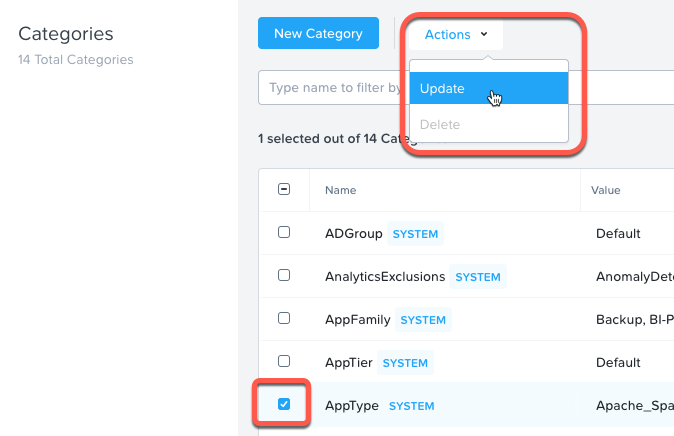 Categories
14 Total Categories
New Category
Actions
Type name to filter by
Update
Delete
1 selected out of 14 Categ
Name Value
ADGroup SYSTEM Default
AnalyticsExclusions SYSTEM AnomalyDete
AppFamily SYSTEM Backup, BI-P
AppTier SYSTEM Default
AppType SYSTEM Apache_Spa